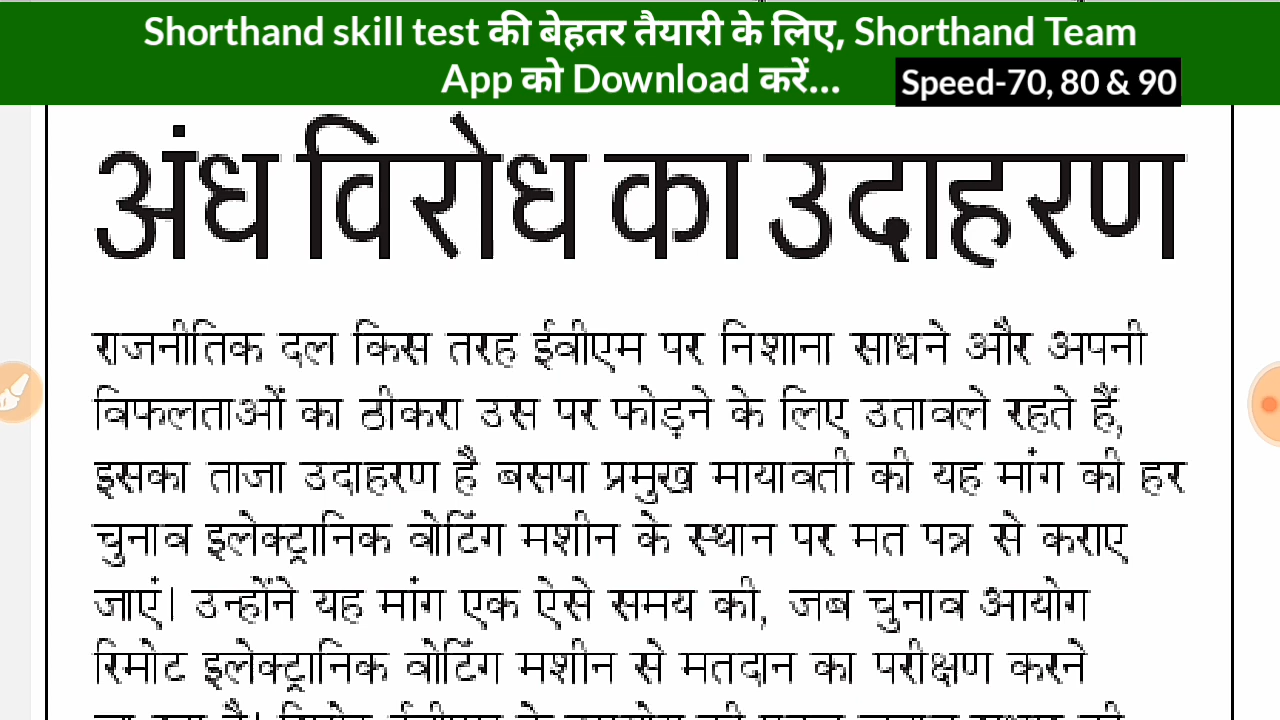 Shorthand skill test की बेहतर तैयारी के लिए, Shorthand Team
App को Download करें...
Speed-70, 80 & 90
अंध विरोध का उदाहरण
राजनीतिक दल किस तरह ईवीएम पर निशाना साधने और अपनी
विफलताओं का ठीकरा उस पर फोड़ने के लिए उतावले रहते हैं,
इसका ताजा उदाहरण है बसपा प्रमुख मायावती की यह मांग की हर
चुनाव इलेक्ट्रानिक वोटिंग मशीन के स्थान पर मत पत्र से कराए
जाएं। उन्होंने यह मांग एक ऐसे समय की, जब चुनाव आयोग
रिमोट इलेक्ट्रानिक वोटिंग मशीन से मतदान का परीक्षण करने